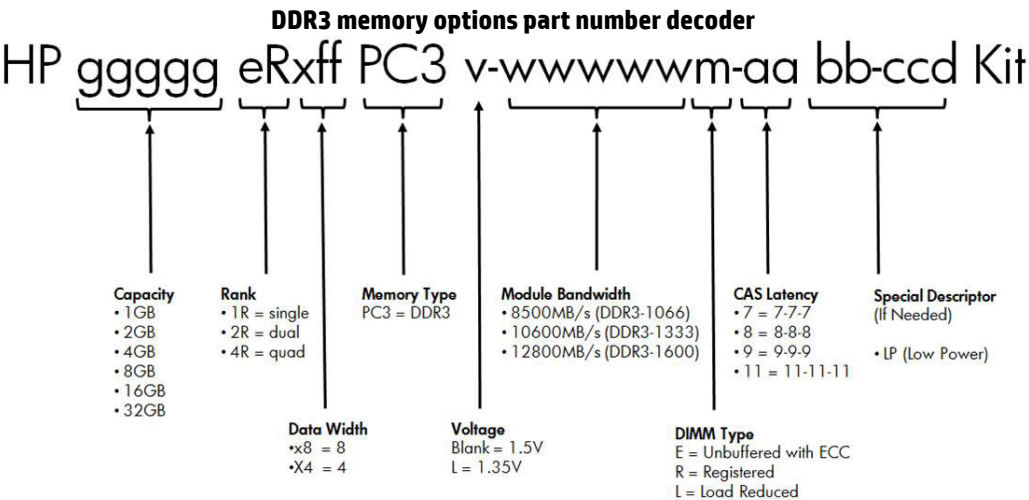 DDR3 memory options part number decoder
HP ggggg eRxff PC3 v-wwwwwm-aa bb-ccd Kit
Capacity
• 1GB
• 2GB
• 4GB
• 8GB
• 16GB
• 32GB
Rank
• 1R = single
• 2R = dual
• 4R = quad
Memory Type
PC3 = DDR3
Module Bandwidth
• 8500MB/s (DDR3-1066)
• 10600MB/s (DDR3-1333)
• 12800MB/s (DDR3-1600)
CAS Latency
• 7 = 7-7-7
• 8 = 8-8-8
• 9 = 9-9-9
• 11 = 11-11-11
Special Descriptor
(If Needed)
• LP (Low Power)
Data Width
•x8 = 8
•X4 = 4
Voltage
Blank = 1.5V
L = 1.35V
DIMM Type
E = Unbuffered with ECC
R = Registered
L = Load Reduced